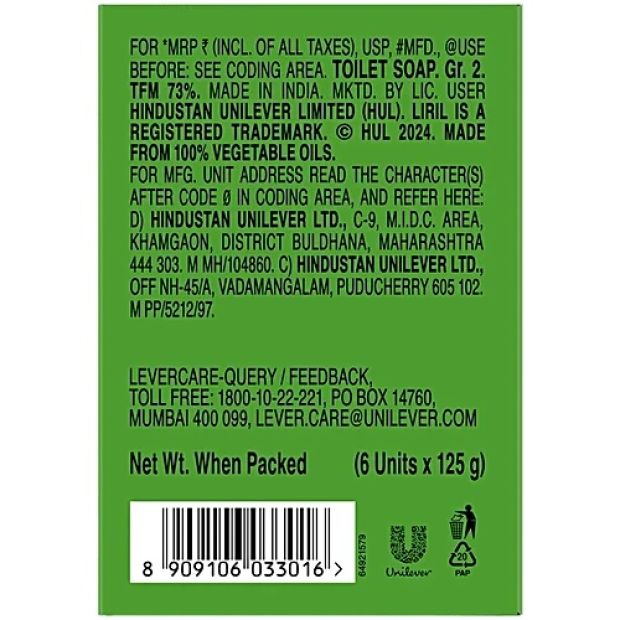 FOR *MRP ₹ (INCL. OF ALL TAXES), USP, #MFD., @USE
BEFORE: SEE CODING AREA. TOILET SOAP. Gr. 2.
TFM 73%. MADE IN INDIA. MKTD. BY LIC. USER
HINDUSTAN UNILEVER LIMITED (HUL). LIRIL IS A
REGISTERED TRADEMARK. © HUL 2024. MADE
FROM 100% VEGETABLE OILS.
FOR MFG. UNIT ADDRESS READ THE CHARACTER(S)
AFTER CODE Ø IN CODING AREA, AND REFER HERE:
D) HINDUSTAN UNILEVER LTD., C-9, M.I.D.C. AREA,
KHAMGAON, DISTRICT BULDHANA, MAHARASHTRA
444 303. M MH/104860. C) HINDUSTAN UNILEVER LTD.,
OFF NH-45/A, VADAMANGALAM, PUDUCHERRY 605 102.
M PP/5212/97.
LEVERCARE-QUERY / FEEDBACK,
TOLL FREE: 1800-10-22-221, PO BOX 14760,
MUMBAI 400 099, LEVER.CARE@UNILEVER.COM
Net Wt. When Packed (6 Units x 125 g)
8 909106 033016 >
64921579
Unilever
20
PAP